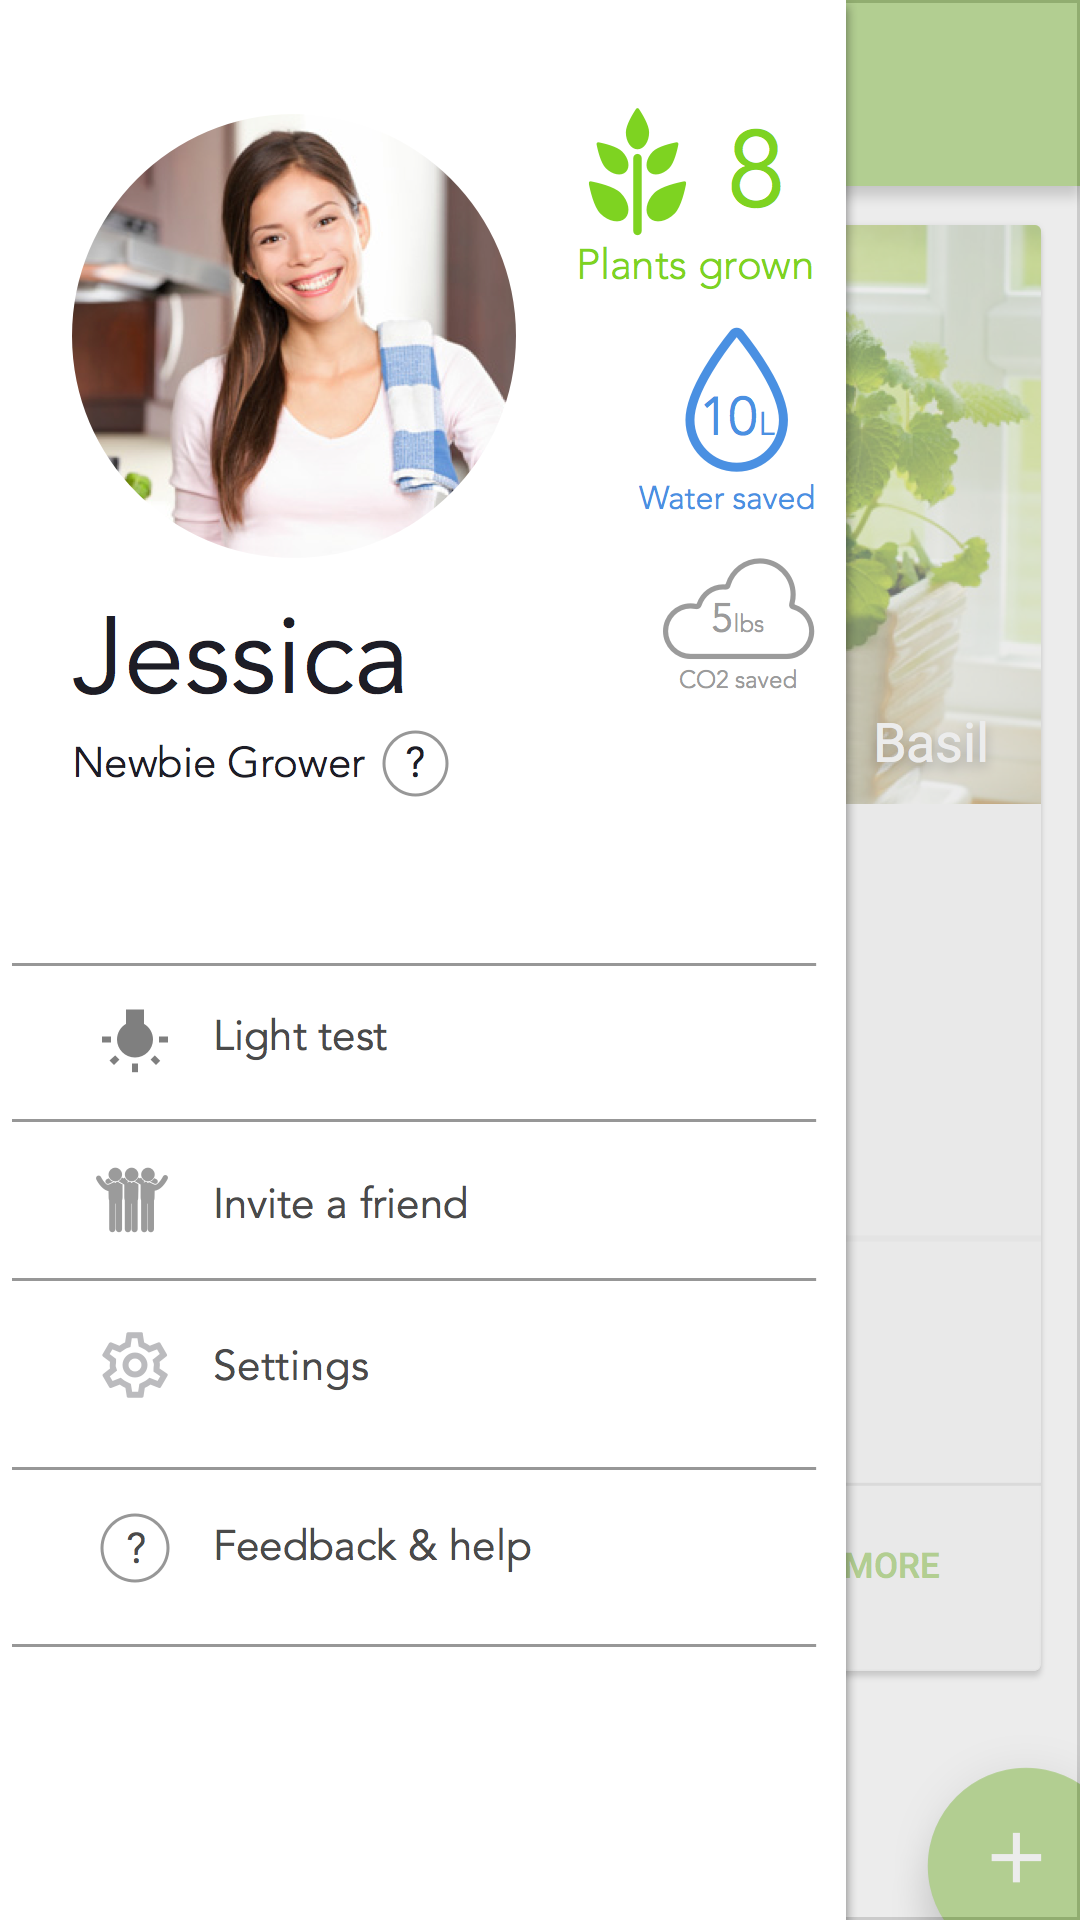 8
Plants grown
10L
Water saved
5lbs
CO2 saved
Jessica
Newbie Grower ?
Basil
Light test
Invite a friend
Settings
? Feedback & help
MORE
+